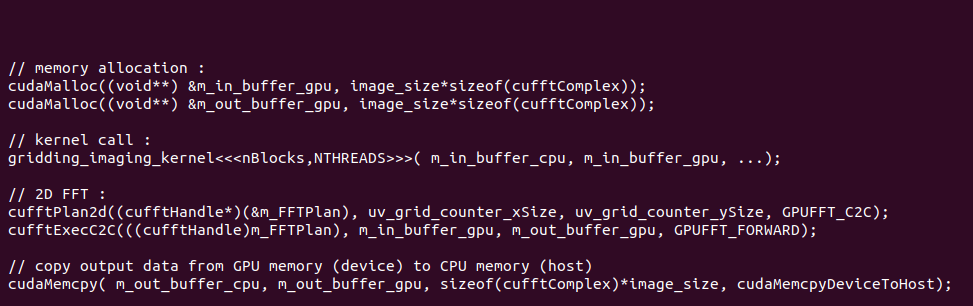 // memory allocation :
cudaMalloc((void**) &m_in_buffer_gpu, image_size*sizeof(cufftComplex));
cudaMalloc((void**) &m_out_buffer_gpu, image_size*sizeof(cufftComplex));
// kernel call :
gridding_imaging_kernel<<<nBlocks,NTHREADS>>>( m_in_buffer_cpu, m_in_buffer_gpu, ...);
// 2D FFT :
cufftPlan2d((cufftHandle*)(&m_FFTPlan), uv_grid_counter_xSize, uv_grid_counter_ySize, GPUFFT_C2C);
cufftExecC2C(((cufftHandle)m_FFTPlan), m_in_buffer_gpu, m_out_buffer_gpu, GPUFFT_FORWARD);
// copy output data from GPU memory (device) to CPU memory (host)
cudaMemcpy( m_out_buffer_cpu, m_out_buffer_gpu, sizeof(cufftComplex)*image_size, cudaMemcpyDeviceToHost);